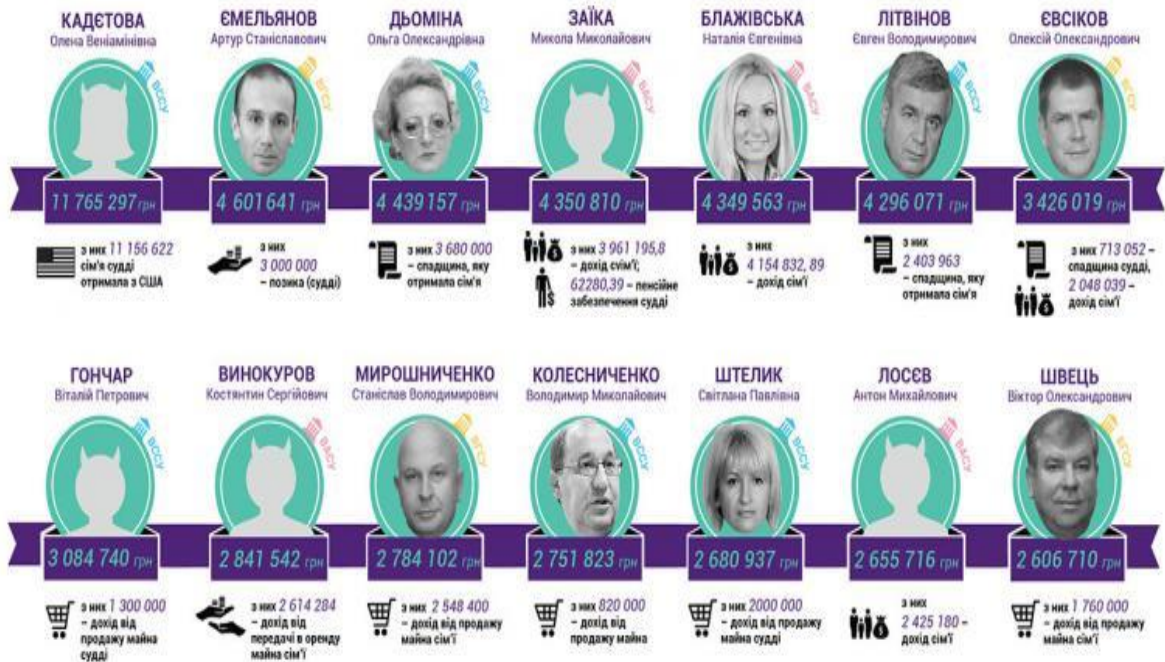 КАДЄТОВА
Олена Веніамінівна
ВССУ
11 765 297 грн
з них 11 156 622
сім'я судді
отримала з США
ЄМЕЛЬЯНОВ
Артур Станіславович
ВГСУ
4 601 641 грн
з них
3 000 000
– позика (судді)
ДЬОМІНА
Ольга Олександрівна
ВССУ
4 439 157 грн
з них 3 680 000
– спадщина, яку
отримала сім'я
ЗАЇКА
Микола Миколайович
ВАСУ
4 350 810 грн
з них 3 961 195,8
– дохід сvім'ї;
62280,39 – пенсійне
забезпечення судді
БЛАЖІВСЬКА
Наталія Євгенівна
ВАСУ
4 349 563 грн
з них
4 154 832, 89
– дохід сім'ї
ЛІТВІНОВ
Євген Володимирович
ВССУ
4 296 071 грн
з них
2 403 963
– спадщина, яку
отримала сім'я
ЄВСІКОВ
Олексій Олександрович
ВГСУ
3 426 019 грн
з них 713 052 –
спадщина судді,
2 048 039 –
дохід сім'ї
ГОНЧАР
Віталій Петрович
ВССУ
3 084 740 грн
з них 1 300 000
– дохід від
продажу майна
судді
ВИНОКУРОВ
Костянтин Сергійович
ВАСУ
2 841 542 грн
з них 2 614 284
– дохід від
передачі в оренду
майна сім'ї
МИРОШНИЧЕНКО
Станіслав Володимирович
ВГСУ
2 784 102 грн
з них 2 548 400
– дохід від продажу
майна сім'ї
КОЛЕСНИЧЕНКО
Володимир Миколайович
ВССУ
2 751 823 грн
з них 820 000
– дохід від
продажу майна
ШТЕЛИК
Світлана Павлівна
ВССУ
2 680 937 грн
з них 2000 000
– дохід від продажу
майна судді
ЛОСЄВ
Антон Михайлович
ВАСУ
2 655 716 грн
з них
2 425 180 –
дохід сім'ї
ШВЕЦЬ
Віктор Олександрович
ВГСУ
2 606 710 грн
з них 1 760 000
– дохід від продажу
майна сім'ї